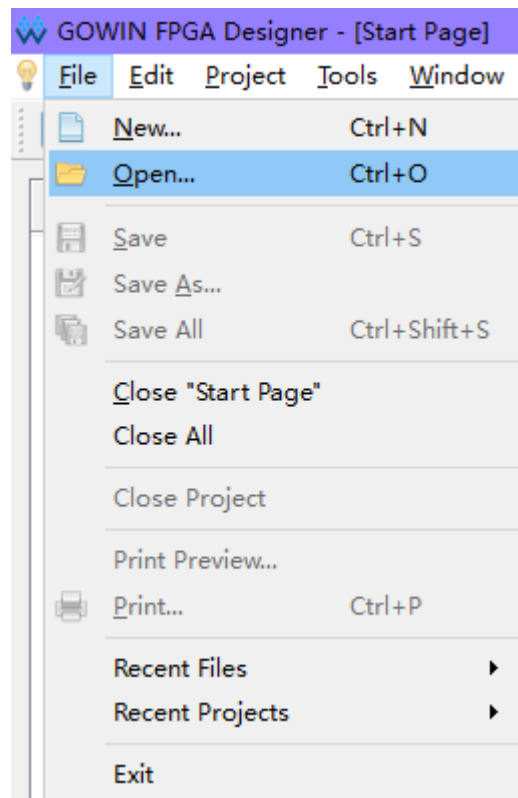 GOWIN FPGA Designer - [Start Page]
File Edit Project Tools Window
New... Ctrl+N
Open... Ctrl+O
Save Ctrl+S
Save As...
Save All Ctrl+Shift+S
Close "Start Page"
Close All
Close Project
Print Preview...
Print... Ctrl+P
Recent Files
Recent Projects
Exit